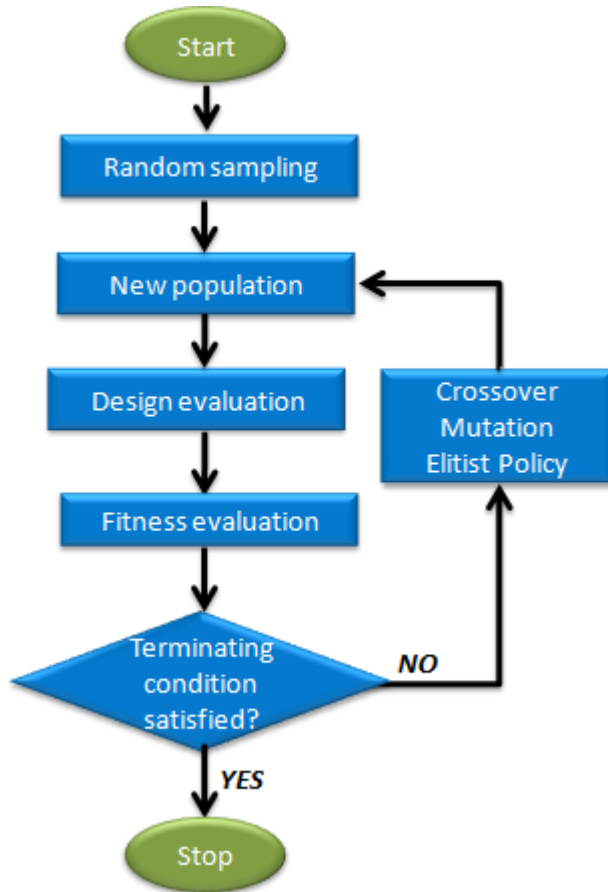 Start
Random sampling
New population
Design evaluation
Crossover
Mutation
Elitist Policy
Fitness evaluation
Terminating
condition
satisfied?
NO
YES
Stop